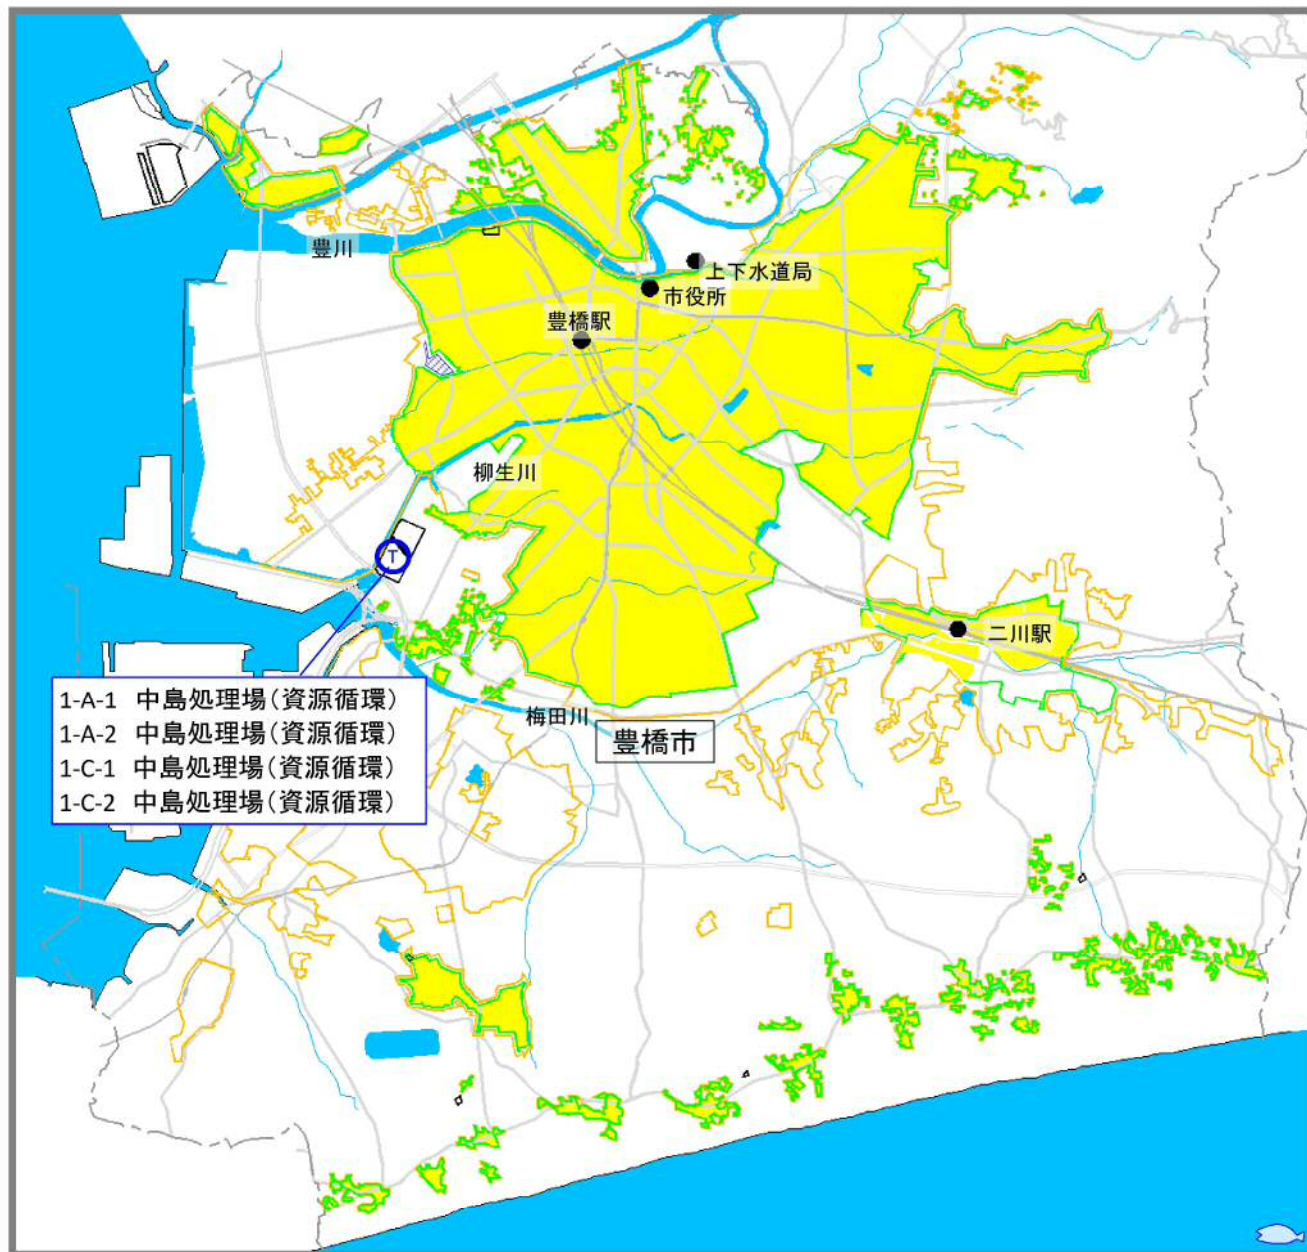 豊川
上下水道局
市役所
豊橋駅
柳生川
T
二川駅
1-A-1 中島処理場(資源循環)
1-A-2 中島処理場(資源循環)
1-C-1 中島処理場(資源循環)
1-C-2 中島処理場(資源循環)
梅田川
豊橋市